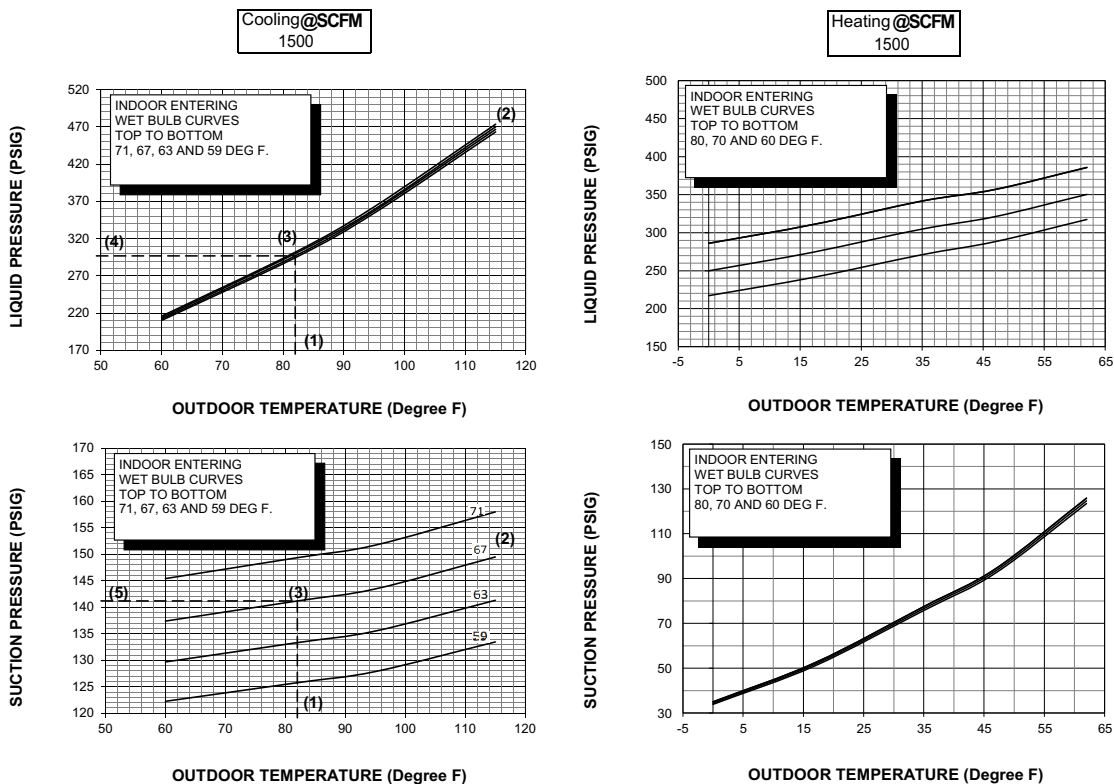 Cooling@SCFM
1500
520
470
420
370
320
270
220
170
LIQUID PRESSURE (PSIG)
INDOOR ENTERING
WET BULB CURVES
TOP TO BOTTOM
71, 67, 63 AND 59 DEG F.
(2)
(3)
(4)
(1)
50 60 70 80 90 100 110 120
OUTDOOR TEMPERATURE (Degree F)
Heating@SCFM
1500
500
450
400
350
300
250
200
150
LIQUID PRESSURE (PSIG)
INDOOR ENTERING
WET BULB CURVES
TOP TO BOTTOM
80, 70 AND 60 DEG F.
-5 5 15 25 35 45 55 65
OUTDOOR TEMPERATURE (Degree F)
170
165
160
155
150
145
140
135
130
125
120
SUCTION PRESSURE (PSIG)
INDOOR ENTERING
WET BULB CURVES
TOP TO BOTTOM
71, 67, 63 AND 59 DEG F.
71
67
(2)
63
59
(5)
(3)
(1)
50 60 70 80 90 100 110 120
OUTDOOR TEMPERATURE (Degree F)
150
130
110
90
70
50
30
SUCTION PRESSURE (PSIG)
INDOOR ENTERING
WET BULB CURVES
TOP TO BOTTOM
80, 70 AND 60 DEG F.
-5 5 15 25 35 45 55 65
OUTDOOR TEMPERATURE (Degree F)